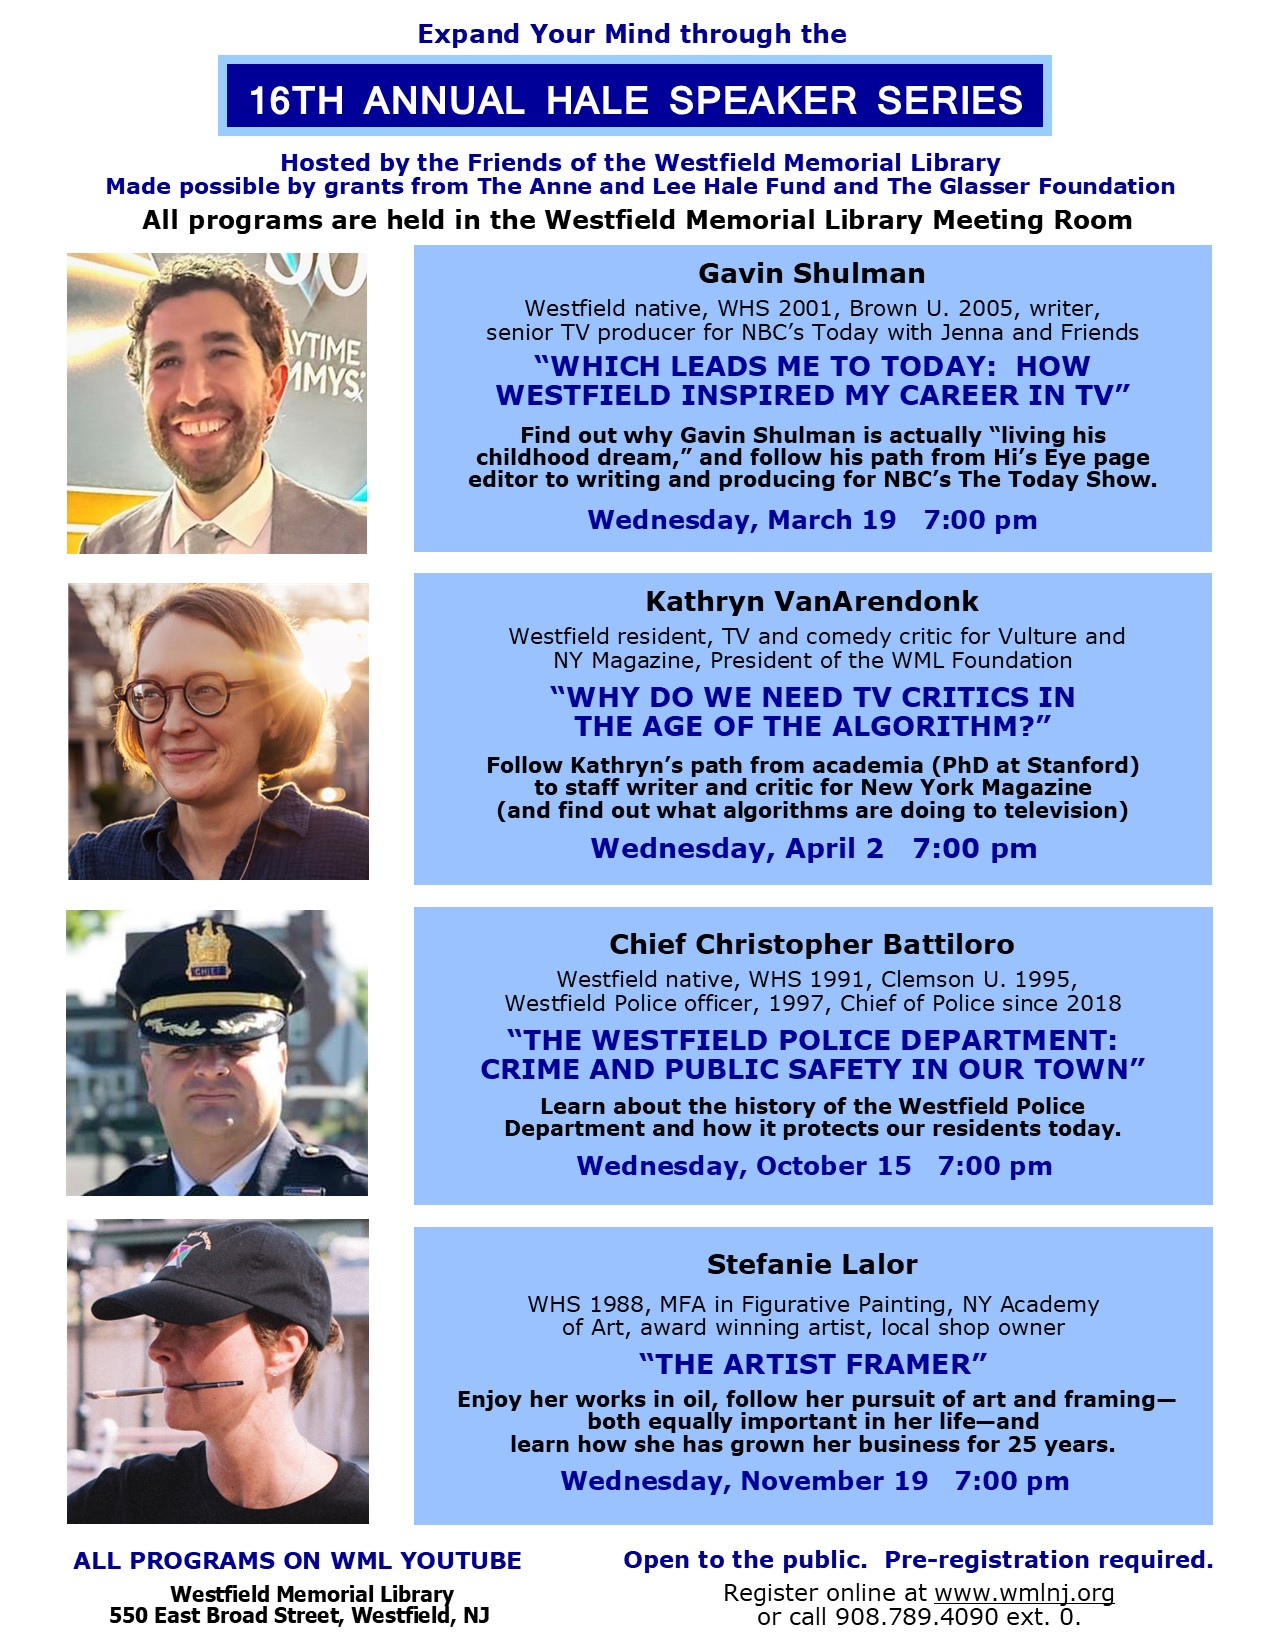 Expand Your Mind through the
16TH ANNUAL HALE SPEAKER SERIES
Hosted by the Friends of the Westfield Memorial Library
Made possible by grants from The Anne and Lee Hale Fund and The Glasser Foundation
All programs are held in the Westfield Memorial Library Meeting Room
Gavin Shulman
Westfield native, WHS 2001, Brown U. 2005, writer,
senior TV producer for NBC’s Today with Jenna and Friends
“WHICH LEADS ME TO TODAY:  HOW
WESTFIELD INSPIRED MY CAREER IN TV”
Find out why Gavin Shulman is actually “living his
childhood dream,” and follow his path from Hi’s Eye page
editor to writing and producing for NBC’s The Today Show.
Wednesday, March 19   7:00 pm
Kathryn VanArendonk
Westfield resident, TV and comedy critic for Vulture and
NY Magazine, President of the WML Foundation
“WHY DO WE NEED TV CRITICS IN
THE AGE OF THE ALGORITHM?”
Follow Kathryn’s path from academia (PhD at Stanford)
to staff writer and critic for New York Magazine
(and find out what algorithms are doing to television)
Wednesday, April 2   7:00 pm
CHIEF
Chief Christopher Battiloro
Westfield native, WHS 1991, Clemson U. 1995,
Westfield Police officer, 1997, Chief of Police since 2018
“THE WESTFIELD POLICE DEPARTMENT:
CRIME AND PUBLIC SAFETY IN OUR TOWN”
Learn about the history of the Westfield Police
Department and how it protects our residents today.
Wednesday, October 15   7:00 pm
Stefanie Lalor
WHS 1988, MFA in Figurative Painting, NY Academy
of Art, award winning artist, local shop owner
“THE ARTIST FRAMER”
Enjoy her works in oil, follow her pursuit of art and framing—
both equally important in her life—and
learn how she has grown her business for 25 years.
Wednesday, November 19   7:00 pm
ALL PROGRAMS ON WML YOUTUBE
Westfield Memorial Library
550 East Broad Street, Westfield, NJ
Open to the public.  Pre-registration required.
Register online at www.wmlnj.org
or call 908.789.4090 ext. 0.